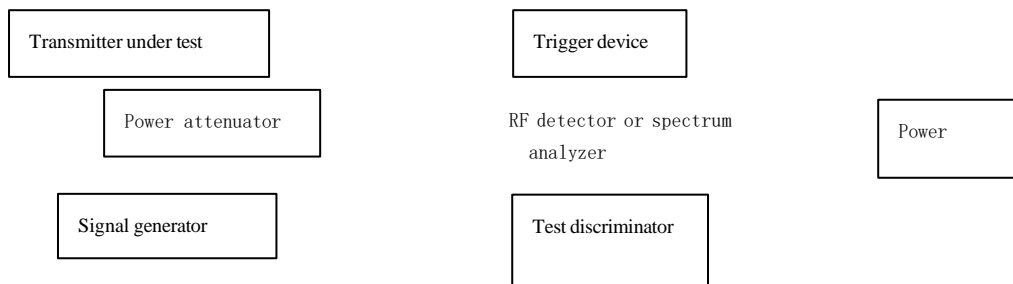 Transmitter under test
Trigger device
Power attenuator
RF detector or spectrum
analyzer
Power
Signal generator
Test discriminator